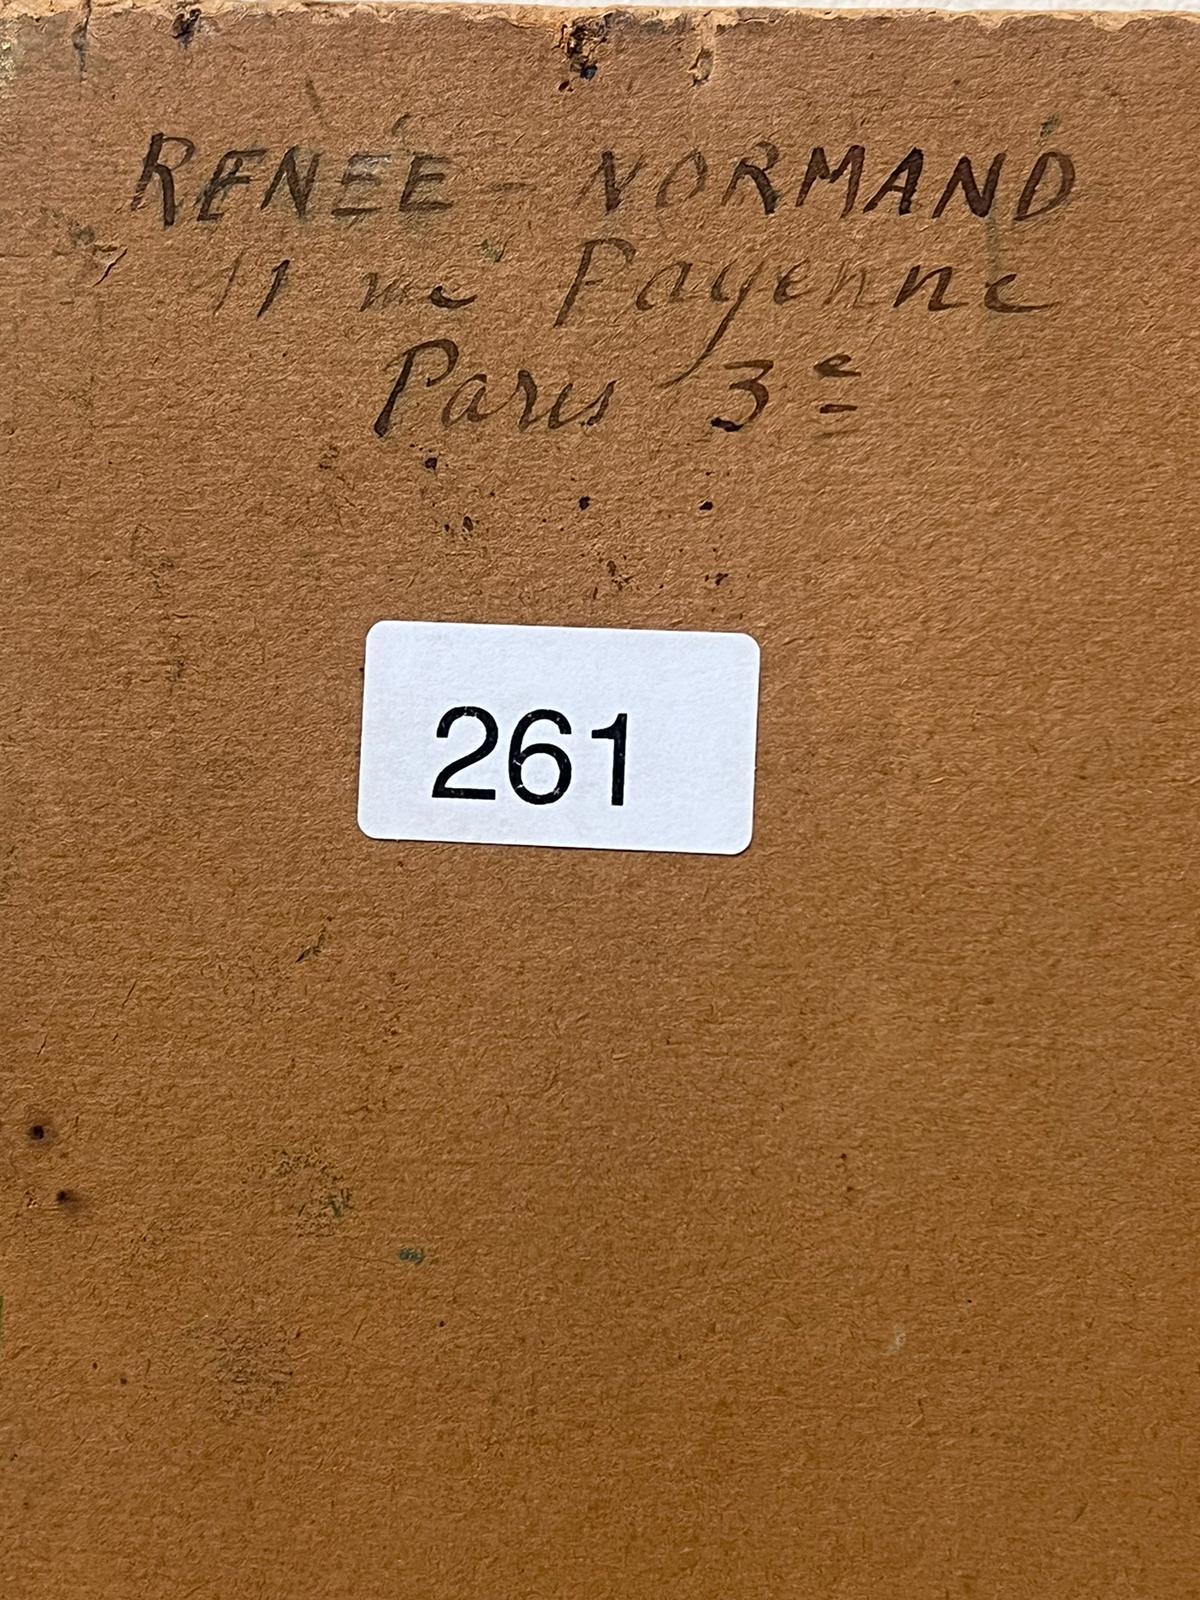 RENÉE - NORMAND
11 rue Payenne
Paris 3e
261